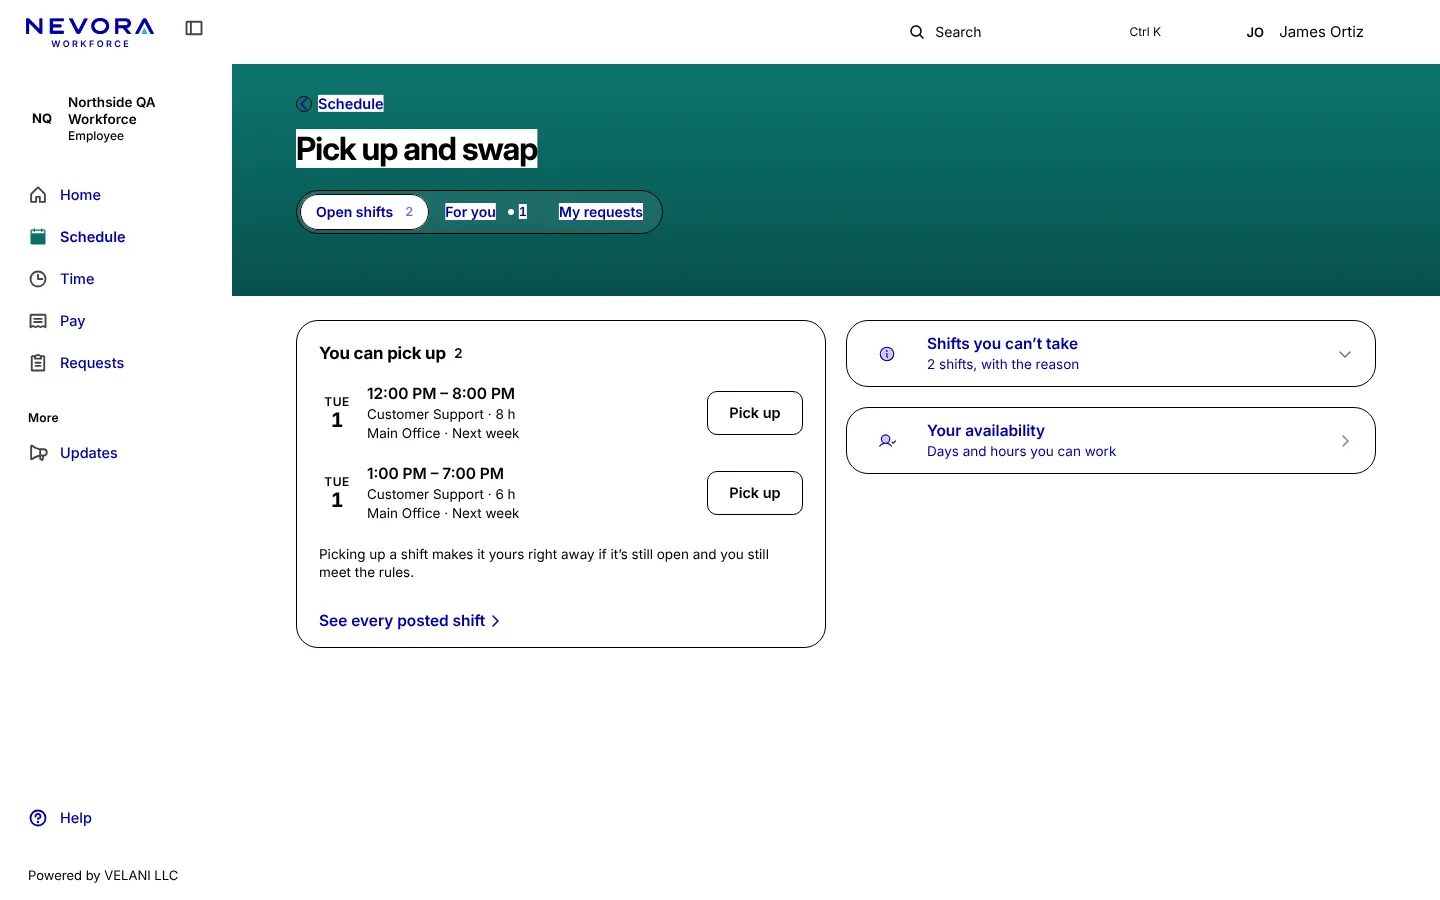 NEVORA
WORKFORCE
Search
Ctrl K
JO
James Ortiz
NQ
Northside QA
Workforce
Employee
Home
Schedule
Time
Pay
Requests
More
Updates
Help
Powered by VELANI LLC
Schedule
Pick up and swap
Open shifts 2
For you • 1
My requests
You can pick up 2
TUE
1
12:00 PM – 8:00 PM
Customer Support · 8 h
Main Office · Next week
Pick up
TUE
1
1:00 PM – 7:00 PM
Customer Support · 6 h
Main Office · Next week
Pick up
Picking up a shift makes it yours right away if it’s still open and you still
meet the rules.
See every posted shift
Shifts you can’t take
2 shifts, with the reason
Your availability
Days and hours you can work